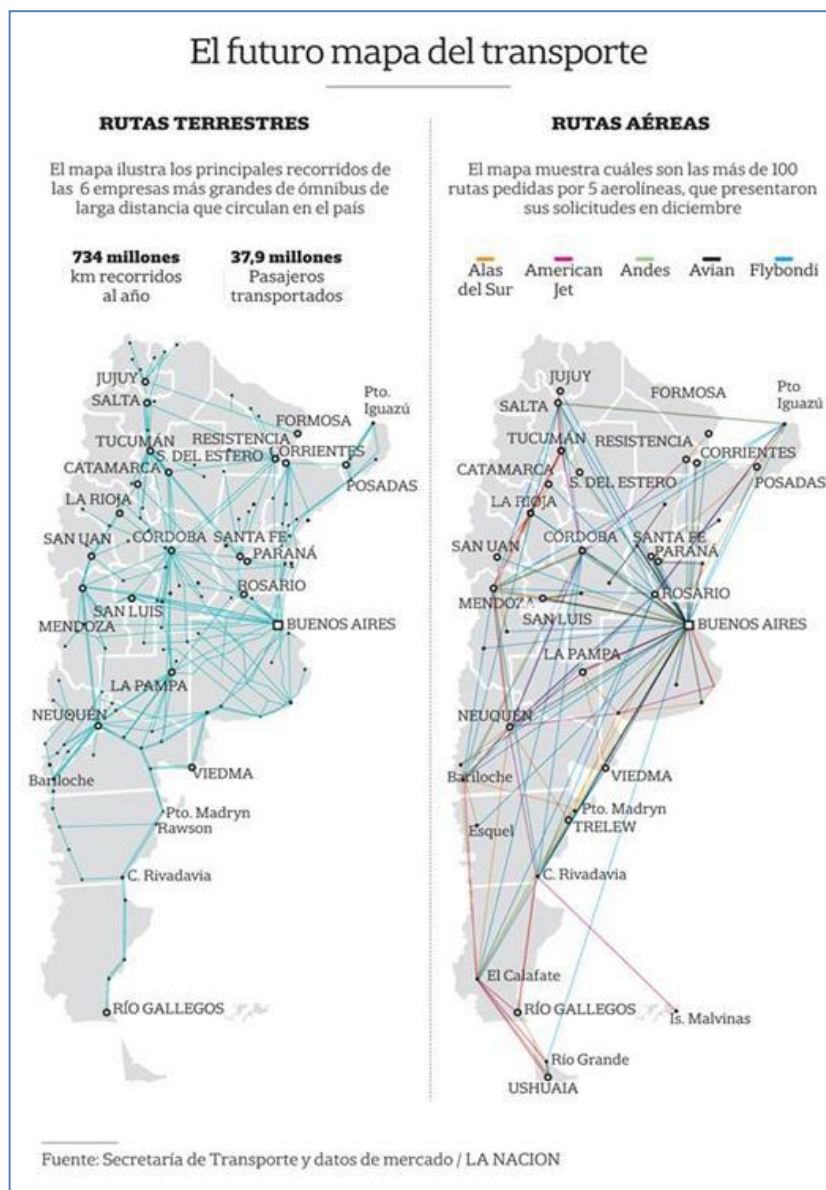 El futuro mapa del transporte
RUTAS TERRESTRES
El mapa ilustra los principales recorridos de
las 6 empresas más grandes de ómnibus de
larga distancia que circulan en el país
734 millones
km recorridos
al año
37,9 millones
Pasajeros
transportados
JUJUY
SALTA
Pto.
Iguazú
FORMOSA
TUCUMÁN
RESISTENCIA
S. DEL ESTERO
CORRIENTES
CATAMARCA
POSADAS
LA RIOJA
SAN UAN
CÓRDOBA
SANTA FE
PARANÁ
ROSARIO
SAN LUIS
MENDOZA
BUENOS AIRES
LA PAMPA
NEUQUÉN
Bariloche
VIEDMA
Pto. Madryn
Rawson
C. Rivadavia
RÍO GALLEGOS
RUTAS AÉREAS
El mapa muestra cuáles son las más de 100
rutas pedidas por 5 aerolíneas, que presentaron
sus solicitudes en diciembre
Alas
del Sur
American
Jet
Andes
Avian
Flybondi
JUJUY
SALTA
FORMOSA
Pto
Iguazú
TUCUMÁN
RESISTENCIA
CORRIENTES
CATAMARCA
S. DEL ESTERO
POSADAS
LA RIOJA
SAN UAN
CÓRDOBA
SANTA FE
PARANÁ
MENDOZA
SAN LUIS
ROSARIO
BUENOS AIRES
LA PAMPA
NEUQUÉN
Bariloche
VIEDMA
Pto. Madryn
TRELEW
Esquel
C. Rivadavia
El Calafate
RÍO GALLEGOS
Is. Malvinas
Río Grande
USHUAIA
Fuente: Secretaría de Transporte y datos de mercado / LA NACION